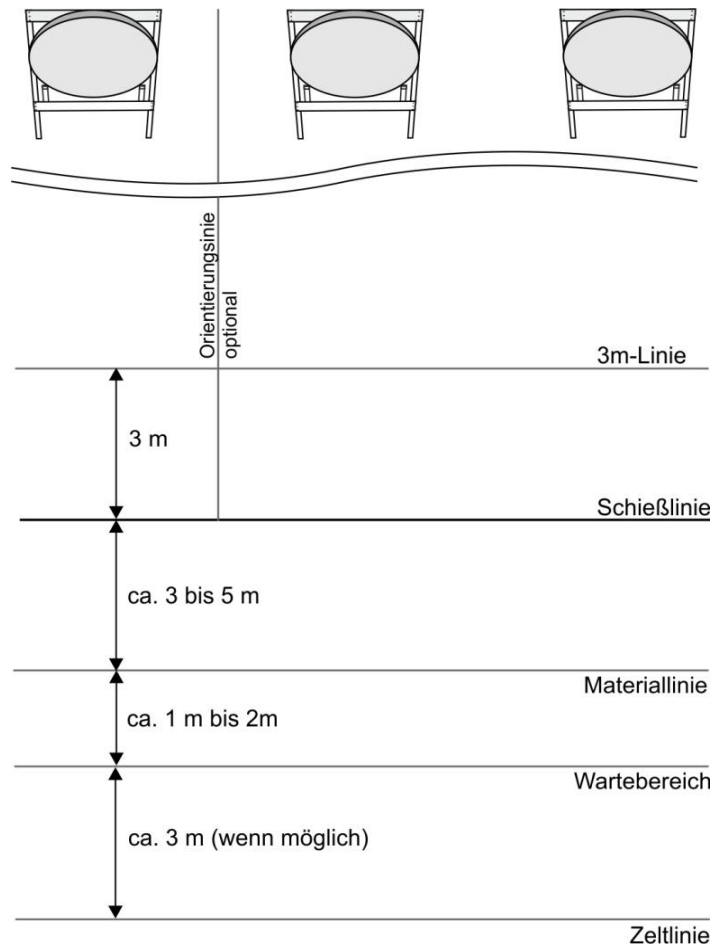 Orientierungsinie
optional
3m-Linie
3 m
Schießlinie
ca. 3 bis 5 m
Materiallinie
ca. 1 m bis 2m
Wartebereich
ca. 3 m (wenn möglich)
Zeltlinie